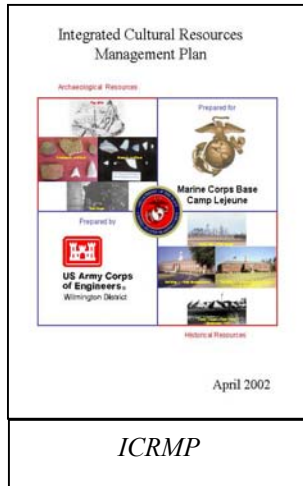 Integrated Cultural Resources
Management Plan
Archaeological Resources
Prepared for
Marine Corps Base
Camp Lejeune
Prepared by
US Army Corps
of Engineers®
Wilmington District
Historical Resources
April 2002
ICRMP